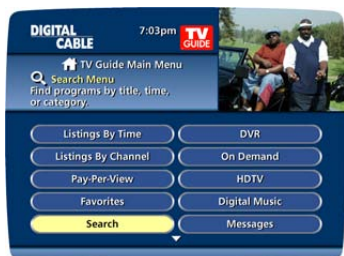 DIGITAL
CABLE
7:03pm
TV
GUIDE
TV Guide Main Menu
Search Menu
Find programs by title, time,
or category.
Listings By Time
DVR
Listings By Channel
On Demand
Pay-Per-View
HDTV
Favorites
Digital Music
Search
Messages